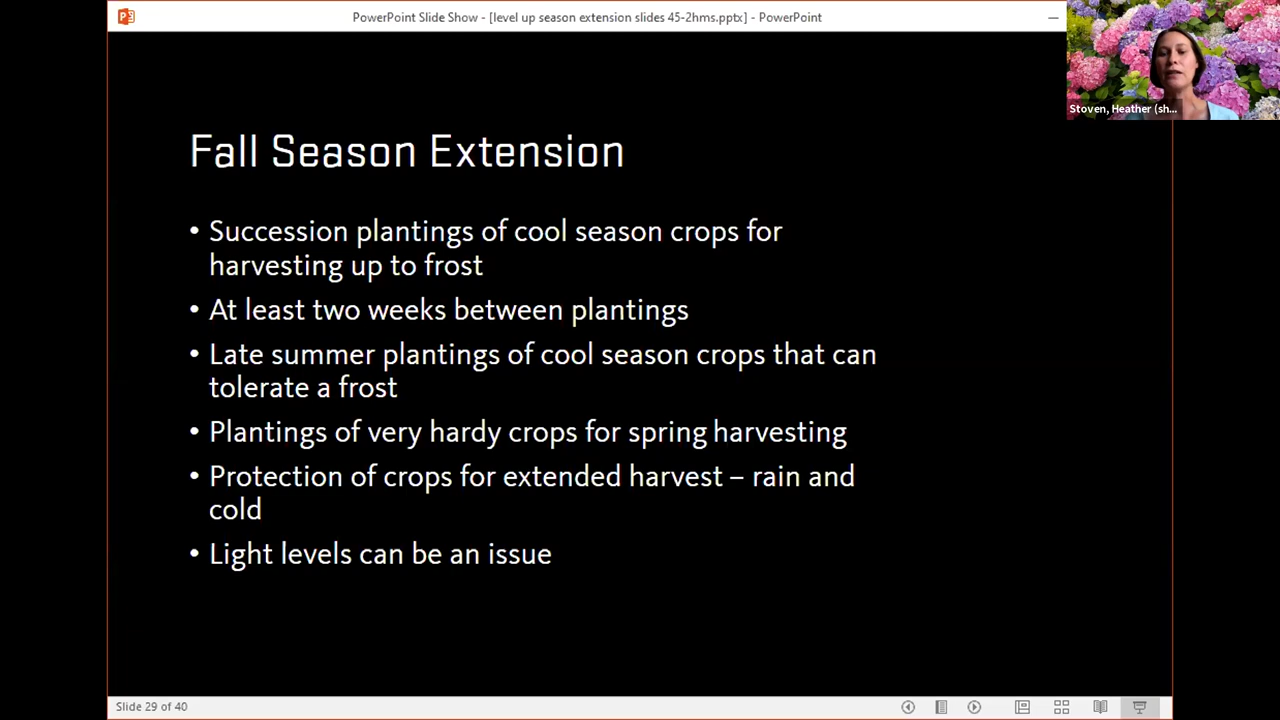 PowerPoint Slide Show - [level up season extension slides 45-2hms.pptx] - PowerPoint
Stoven, Heather (sh...
Fall Season Extension
• Succession plantings of cool season crops for
harvesting up to frost
• At least two weeks between plantings
• Late summer plantings of cool season crops that can
tolerate a frost
• Plantings of very hardy crops for spring harvesting
• Protection of crops for extended harvest – rain and
cold
• Light levels can be an issue
Slide 29 of 40